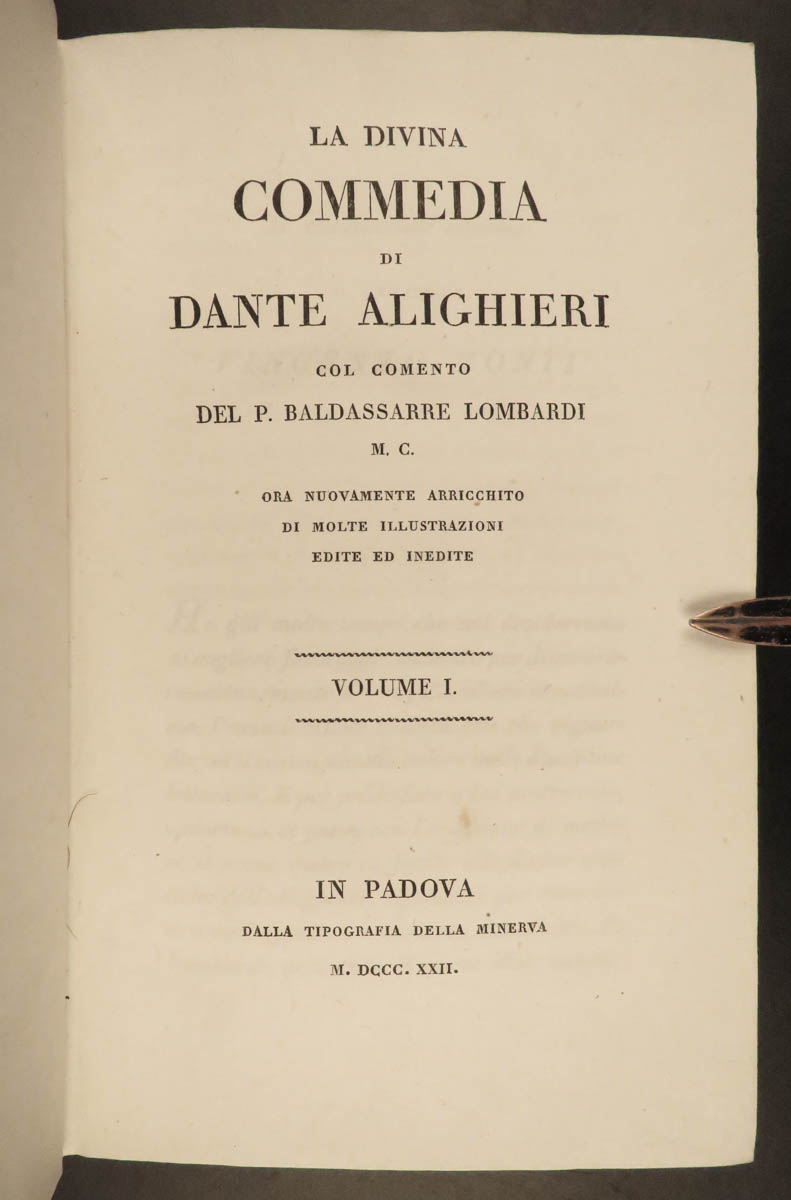 LA DIVINA
COMMEDIA
DI
DANTE ALIGHIERI
COL COMENTO
DEL P. BALDASSARRE LOMBARDI
M. C.
ORA NUOVAMENTE ARRICCHITO
DI MOLTE ILLUSTRAZIONI
EDITE ED INEDITE
VOLUME I.
IN PADOVA
DALLA TIPOGRAFIA DELLA MINERVA
M. DCCC. XXII.